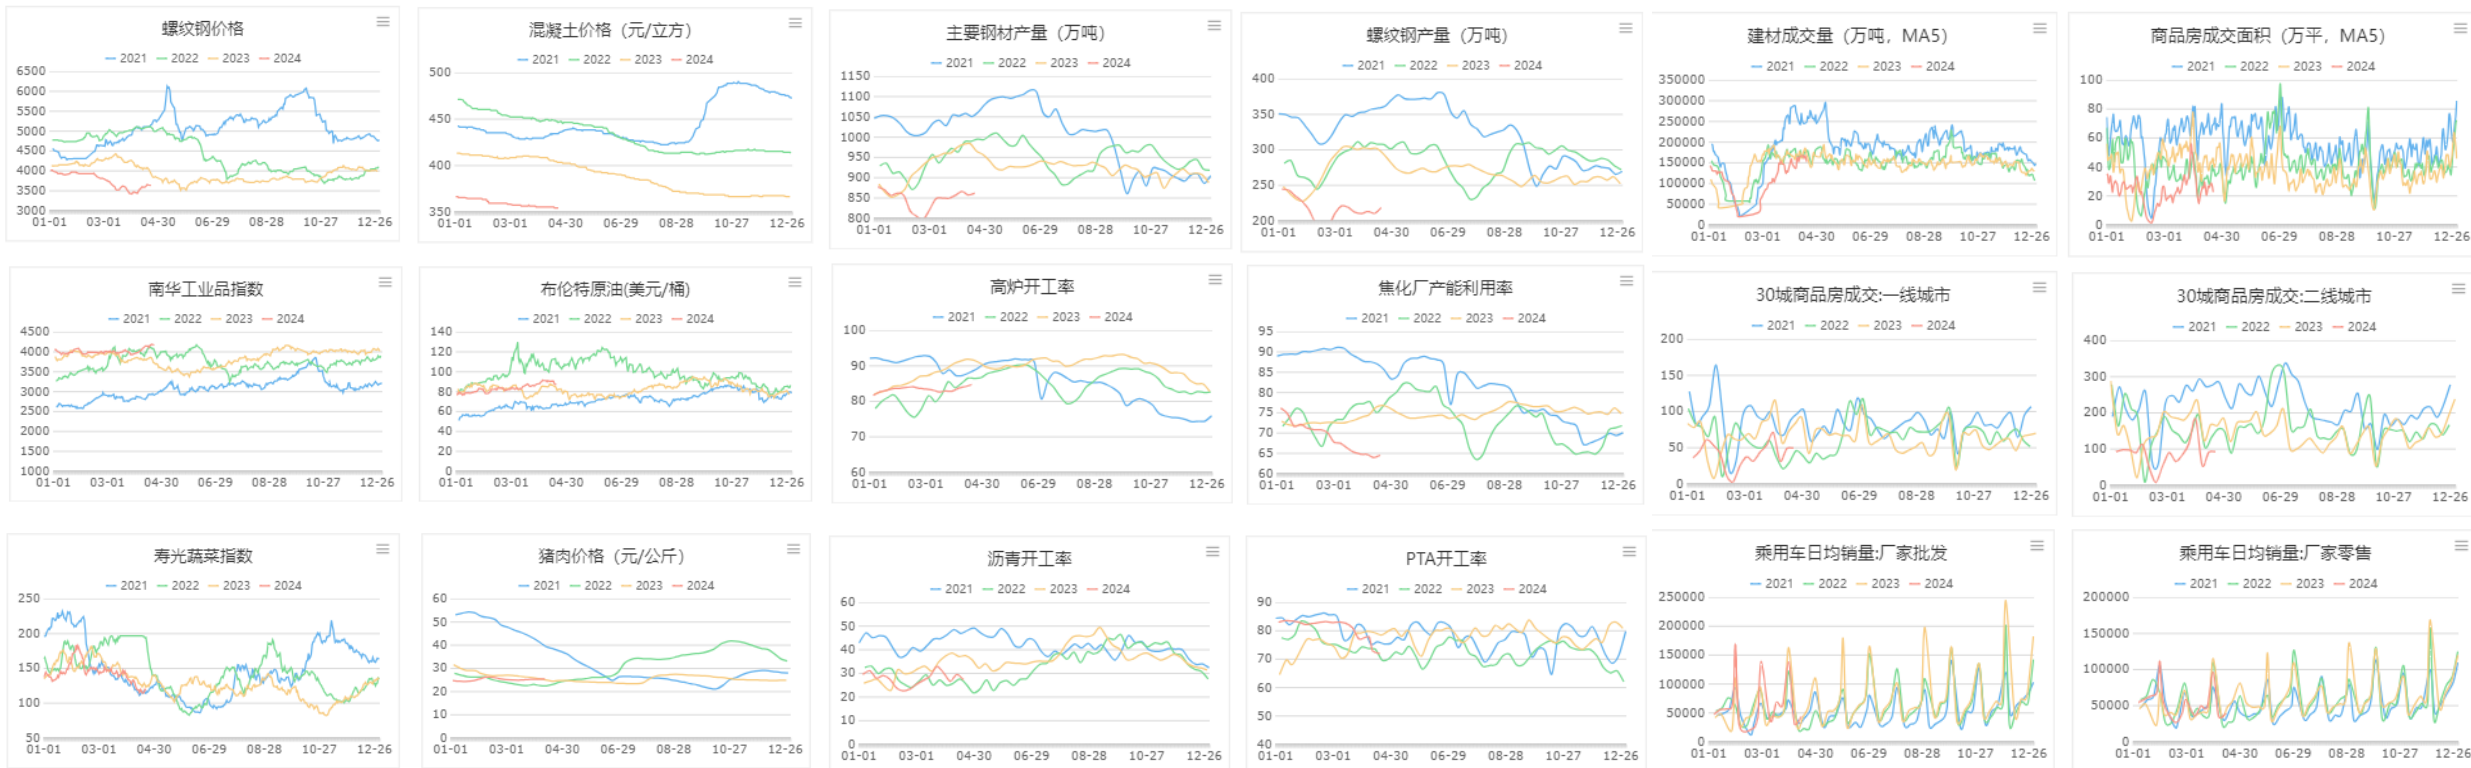 螺纹钢价格
2021 2022 2023 2024
6500
6000
5500
5000
4500
4000
3500
3000
01-01 03-01 04-30 06-29 08-28 10-27 12-26
混凝土价格（元/立方）
2021 2022 2023 2024
500
450
400
350
01-01 03-01 04-30 06-29 08-28 10-27 12-26
主要钢材产量（万吨）
2021 2022 2023 2024
1150
1100
1050
1000
950
900
850
800
01-01 03-01 04-30 06-29 08-28 10-27 12-26
螺纹钢产量（万吨）
2021 2022 2023 2024
400
350
300
250
200
01-01 03-01 04-30 06-29 08-28 10-27 12-26
建材成交量（万吨，MA5）
2021 2022 2023 2024
350000
300000
250000
200000
150000
100000
50000
0
01-01 03-01 04-30 06-29 08-28 10-27 12-26
商品房成交面积（万平，MA5）
2021 2022 2023 2024
100
80
60
40
20
0
01-01 03-01 04-30 06-29 08-28 10-27 12-26
南华工业品指数
2021 2022 2023 2024
4500
4000
3500
3000
2500
2000
1500
1000
01-01 03-01 04-30 06-29 08-28 10-27 12-26
布伦特原油(美元/桶)
2021 2022 2023 2024
140
120
100
80
60
40
20
0
01-01 03-01 04-30 06-29 08-28 10-27 12-26
高炉开工率
2021 2022 2023 2024
100
90
80
70
60
01-01 03-01 04-30 06-29 08-28 10-27 12-26
焦化厂产能利用率
2021 2022 2023 2024
95
90
85
80
75
70
65
60
01-01 03-01 04-30 06-29 08-28 10-27 12-26
30城商品房成交:一线城市
2021 2022 2023 2024
200
150
100
50
0
01-01 03-01 04-30 06-29 08-28 10-27 12-26
30城商品房成交:二线城市
2021 2022 2023 2024
400
300
200
100
0
01-01 03-01 04-30 06-29 08-28 10-27 12-26
寿光蔬菜指数
2021 2022 2023 2024
250
200
150
100
50
01-01 03-01 04-30 06-29 08-28 10-27 12-26
猪肉价格（元/公斤）
2021 2022 2023 2024
60
50
40
30
20
10
0
01-01 03-01 04-30 06-29 08-28 10-27 12-26
沥青开工率
2021 2022 2023 2024
60
50
40
30
20
10
0
01-01 03-01 04-30 06-29 08-28 10-27 12-26
PTA开工率
2021 2022 2023 2024
90
80
70
60
50
40
01-01 03-01 04-30 06-29 08-28 10-27 12-26
乘用车日均销量:厂家批发
2021 2022 2023 2024
250000
200000
150000
100000
50000
0
01-01 03-01 04-30 06-29 08-28 10-27 12-26
乘用车日均销量:厂家零售
2021 2022 2023 2024
200000
150000
100000
50000
0
01-01 03-01 04-30 06-29 08-28 10-27 12-26